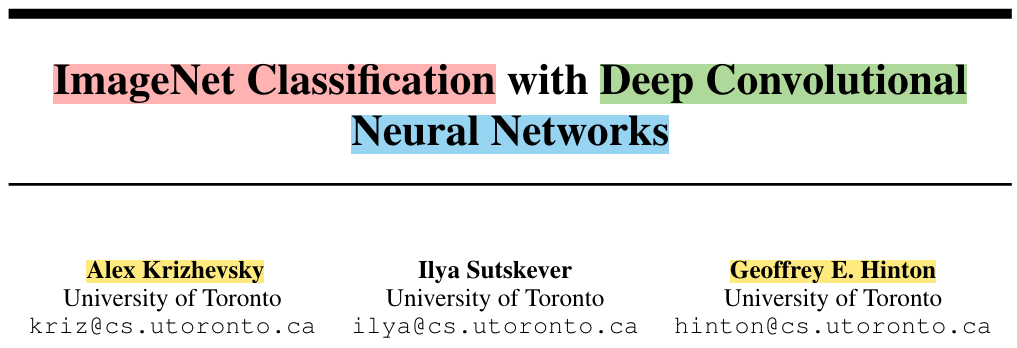 ImageNet Classification with Deep Convolutional
Neural Networks
Alex Krizhevsky Ilya Sutskever Geoffrey E. Hinton
University of Toronto University of Toronto University of Toronto
kriz@cs.utoronto.ca ilya@cs.utoronto.ca hinton@cs.utoronto.ca